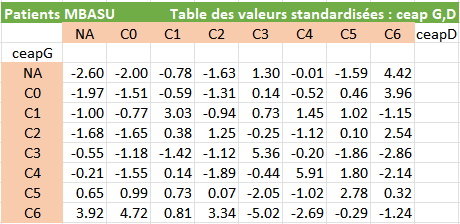 Patients MBASU Table des valeurs standardisées : ceap G,D
NA C0 C1 C2 C3 C4 C5 C6 ceapD
ceapG
NA -2.60 -2.00 -0.78 -1.63 1.30 -0.01 -1.59 4.42
C0 -1.97 -1.51 -0.59 -1.31 0.14 -0.52 0.46 3.96
C1 -1.00 -0.77 3.03 -0.94 0.73 1.45 1.02 -1.15
C2 -1.68 -1.65 0.38 1.25 -0.25 -1.12 0.10 2.54
C3 -0.55 -1.18 -1.42 -1.12 5.36 -0.20 -1.86 -2.86
C4 -0.21 -1.55 0.14 -1.89 -0.44 5.91 1.80 -2.14
C5 0.65 0.99 0.73 0.07 -2.05 -1.02 2.78 0.32
C6 3.92 4.72 0.81 3.34 -5.02 -2.69 -0.29 -1.24